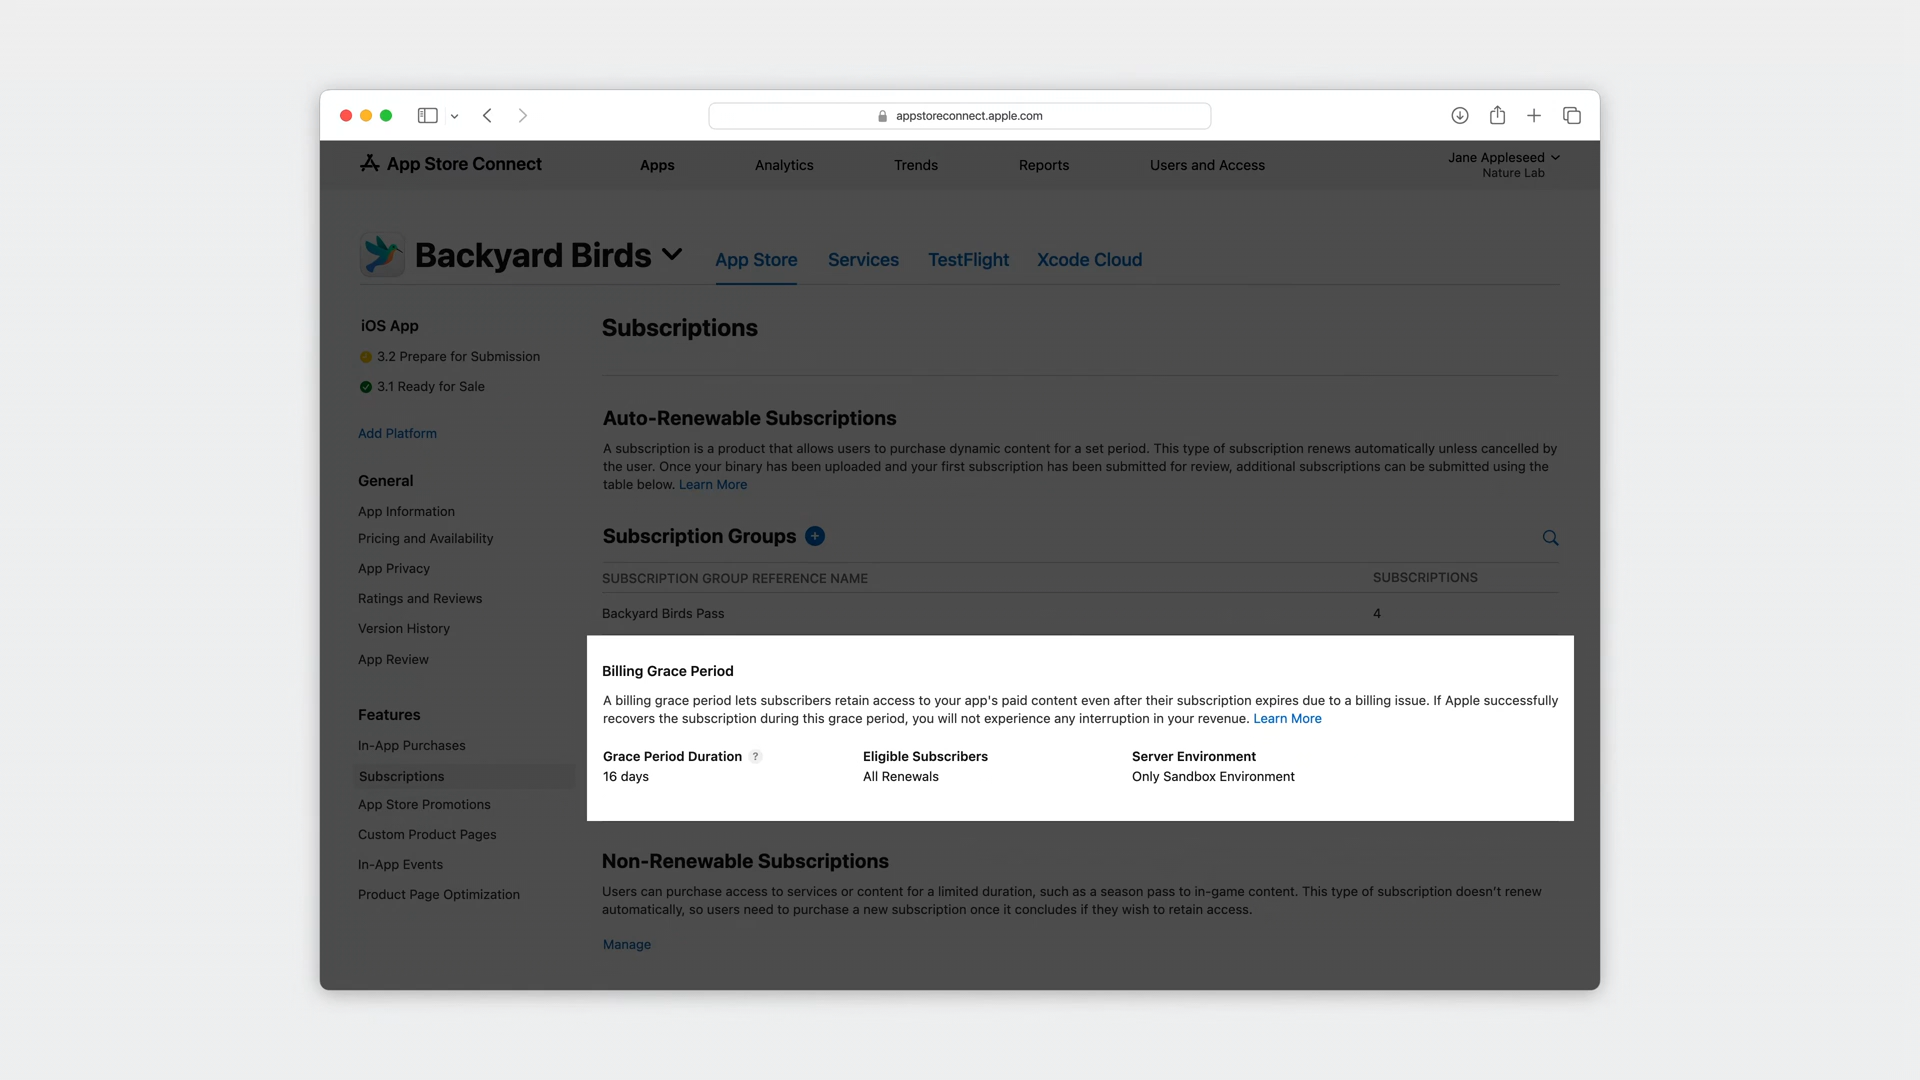 appstoreconnect.apple.com
App Store Connect
Apps
Analytics
Trends
Reports
Users and Access
Jane Appleseed
Nature Lab
Backyard Birds
App Store
Services
TestFlight
Xcode Cloud
iOS App
3.2 Prepare for Submission
3.1 Ready for Sale
Add Platform
General
App Information
Pricing and Availability
App Privacy
Ratings and Reviews
Version History
App Review
Features
In-App Purchases
Subscriptions
App Store Promotions
Custom Product Pages
In-App Events
Product Page Optimization
Subscriptions
Auto-Renewable Subscriptions
A subscription is a product that allows users to purchase dynamic content for a set period. This type of subscription renews automatically unless cancelled by
the user. Once your binary has been uploaded and your first subscription has been submitted for review, additional subscriptions can be submitted using the
table below. Learn More
Subscription Groups
SUBSCRIPTION GROUP REFERENCE NAME
SUBSCRIPTIONS
Backyard Birds Pass
4
Billing Grace Period
A billing grace period lets subscribers retain access to your app's paid content even after their subscription expires due to a billing issue. If Apple successfully
recovers the subscription during this grace period, you will not experience any interruption in your revenue. Learn More
Grace Period Duration ?
16 days
Eligible Subscribers
All Renewals
Server Environment
Only Sandbox Environment
Non-Renewable Subscriptions
Users can purchase access to services or content for a limited duration, such as a season pass to in-game content. This type of subscription doesn't renew
automatically, so users need to purchase a new subscription once it concludes if they wish to retain access.
Manage